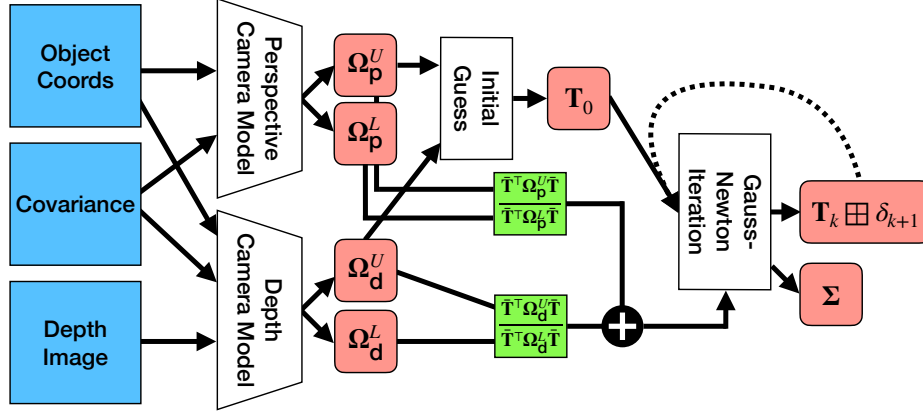 Object
Coords
Covariance
Depth
Image
Perspective
Camera Model
Depth
Camera Model
Ω_p^U
Ω_p^L
Ω_d^U
Ω_d^L
Initial
Guess
T_0
T̄^⊤Ω_p^U T̄
T̄^⊤Ω_p^L T̄
T̄^⊤Ω_d^U T̄
T̄^⊤Ω_d^L T̄
+
Gauss-
Newton
Iteration
T_k ⊞ δ_{k+1}
Σ